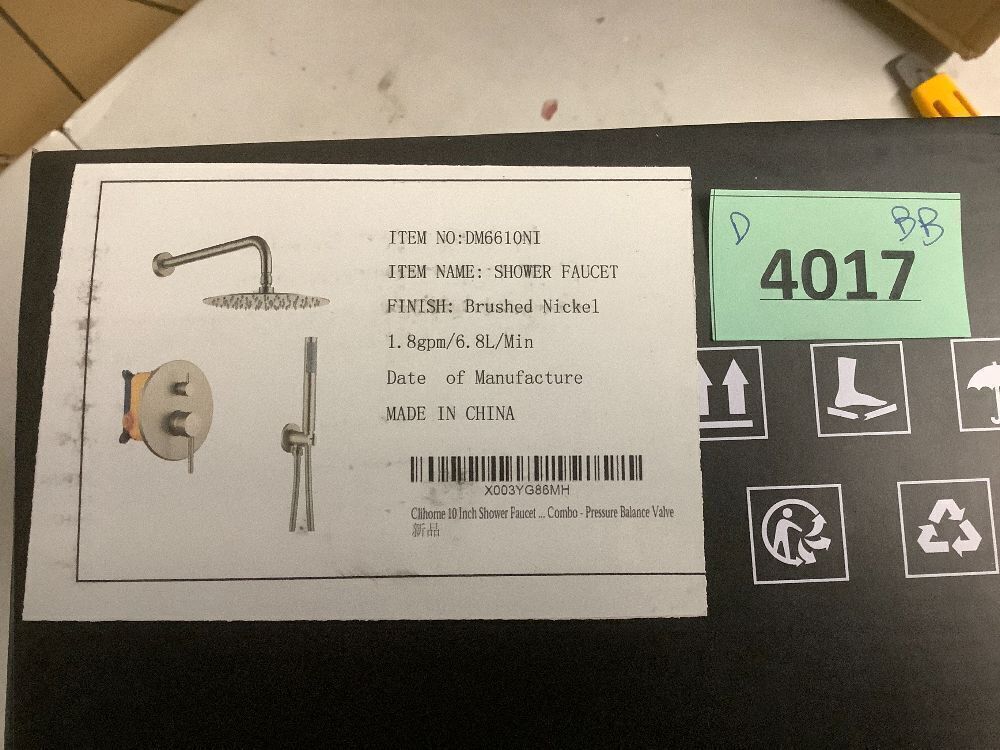 ITEM NO:DM6610NI
ITEM NAME: SHOWER FAUCET
FINISH: Brushed Nickel
1.8gpm/6.8L/Min
Date of Manufacture
MADE IN CHINA
X003YG86MH
Clihome 10 Inch Shower Faucet ... Combo - Pressure Balance Valve
新品
D BB
4017